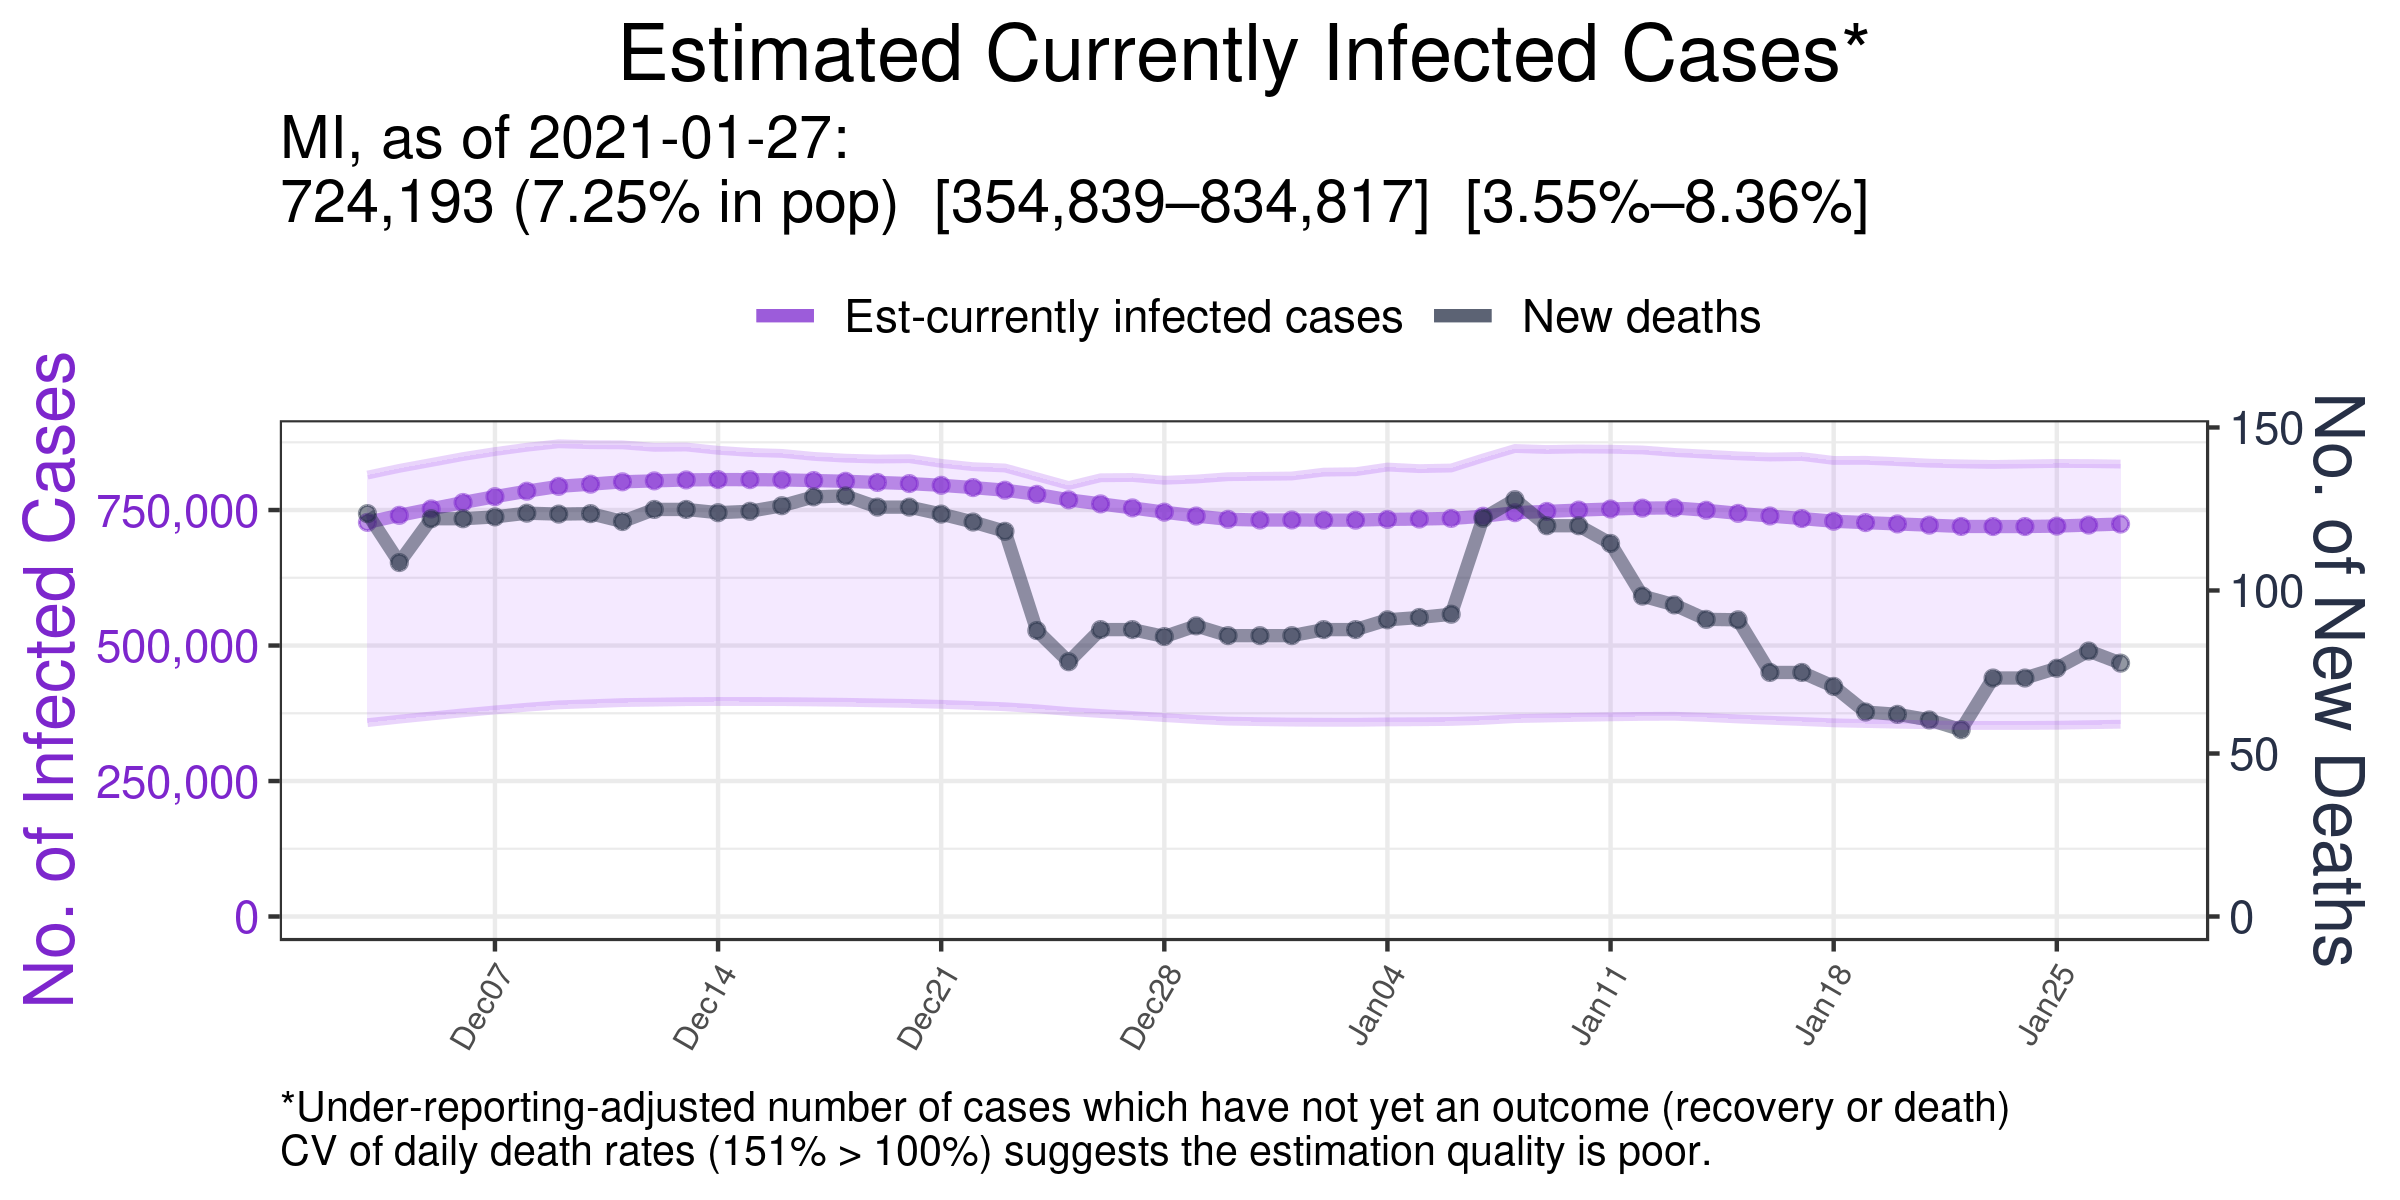 Estimated Currently Infected Cases*
MI, as of 2021-01-27:
724,193 (7.25% in pop)  [354,839–834,817]  [3.55%–8.36%]
Est-currently infected cases
New deaths
No. of Infected Cases
750,000
500,000
250,000
0
150
100
50
0
No. of New Deaths
Dec07
Dec14
Dec21
Dec28
Jan04
Jan11
Jan18
Jan25
*Under-reporting-adjusted number of cases which have not yet an outcome (recovery or death)
CV of daily death rates (151% > 100%) suggests the estimation quality is poor.